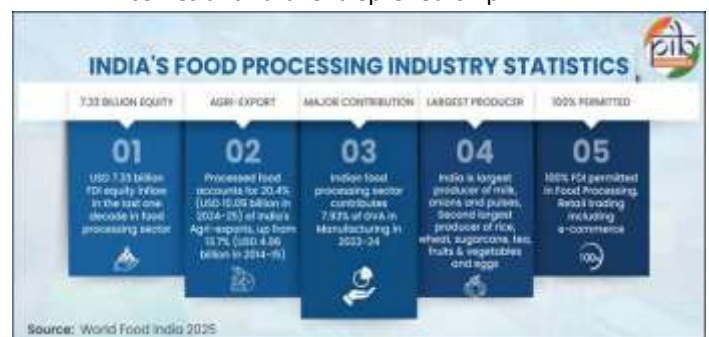 INDIA'S FOOD PROCESSING INDUSTRY STATISTICS
pib
7.33 BILLION EQUITY
AGRI-EXPORT
MAJOR CONTRIBUTION
LARGEST PRODUCER
100% PERMITTED
01
USD 7.33 billion
FDI equity inflow
in the last one
decade in food
processing sector
02
Processed food
accounts for 20.4%
(USD 10.09 billion in
2024-25) of India's
Agri-exports, up from
13.7% (USD 4.96
billion in 2014-15)
03
Indian food
processing sector
contributes
7.93% of GVA in
Manufacturing in
2023-24
04
India is largest
producer of milk,
onions and pulses,
Second largest
producer of rice,
wheat, sugarcane, tea,
fruits & vegetables
and eggs
05
100% FDI permitted
in Food Processing,
Retail trading
including
e-commerce
100%
Source: World Food India 2025